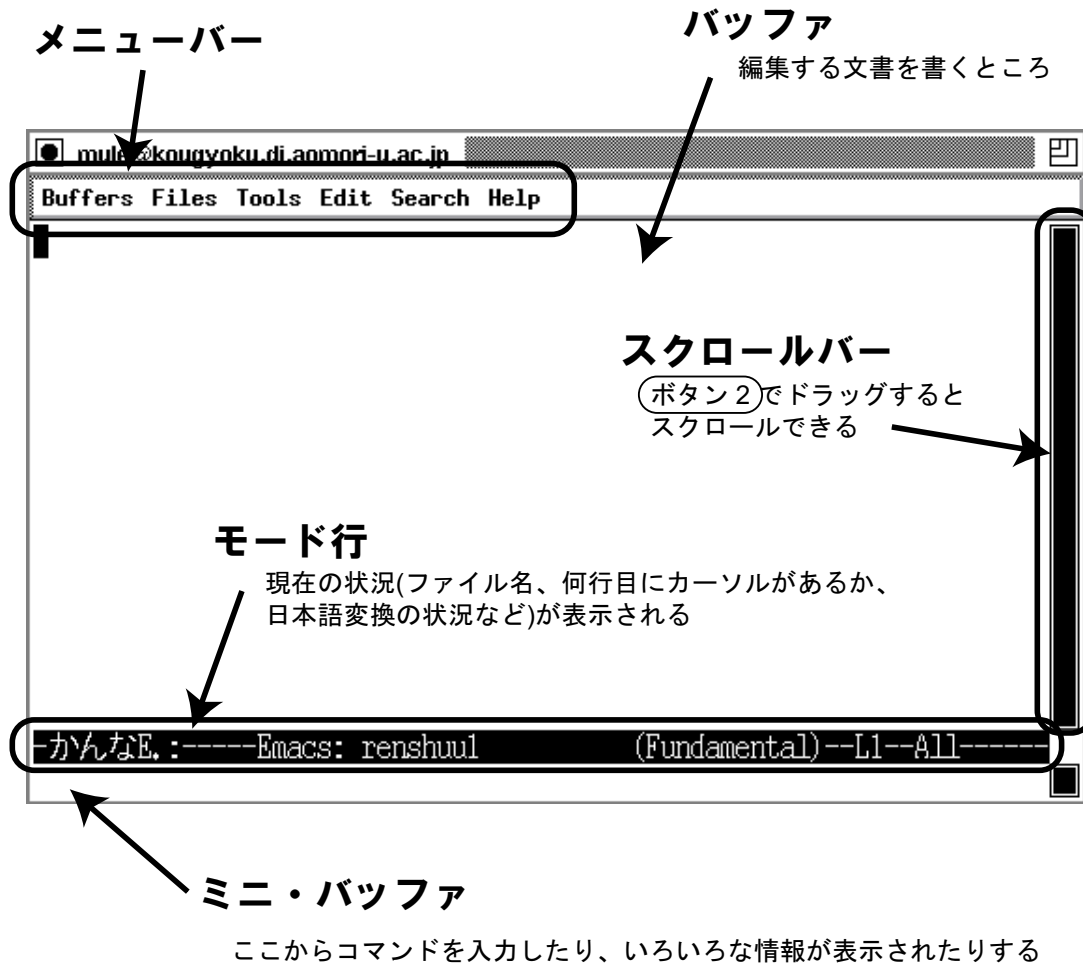 メニューバー
バッファ
編集する文書を書くところ
mule@kougyoku.di.aomori-u.ac.jp
Buffers Files Tools Edit Search Help
スクロールバー
ボタン2でドラッグすると
スクロールできる
モード行
現在の状況(ファイル名、何行目にカーソルがあるか、
日本語変換の状況など)が表示される
-かんなE.:-----Emacs: renshuu1 (Fundamental)--L1--All------
ミニ・バッファ
ここからコマンドを入力したり、いろいろな情報が表示されたりする